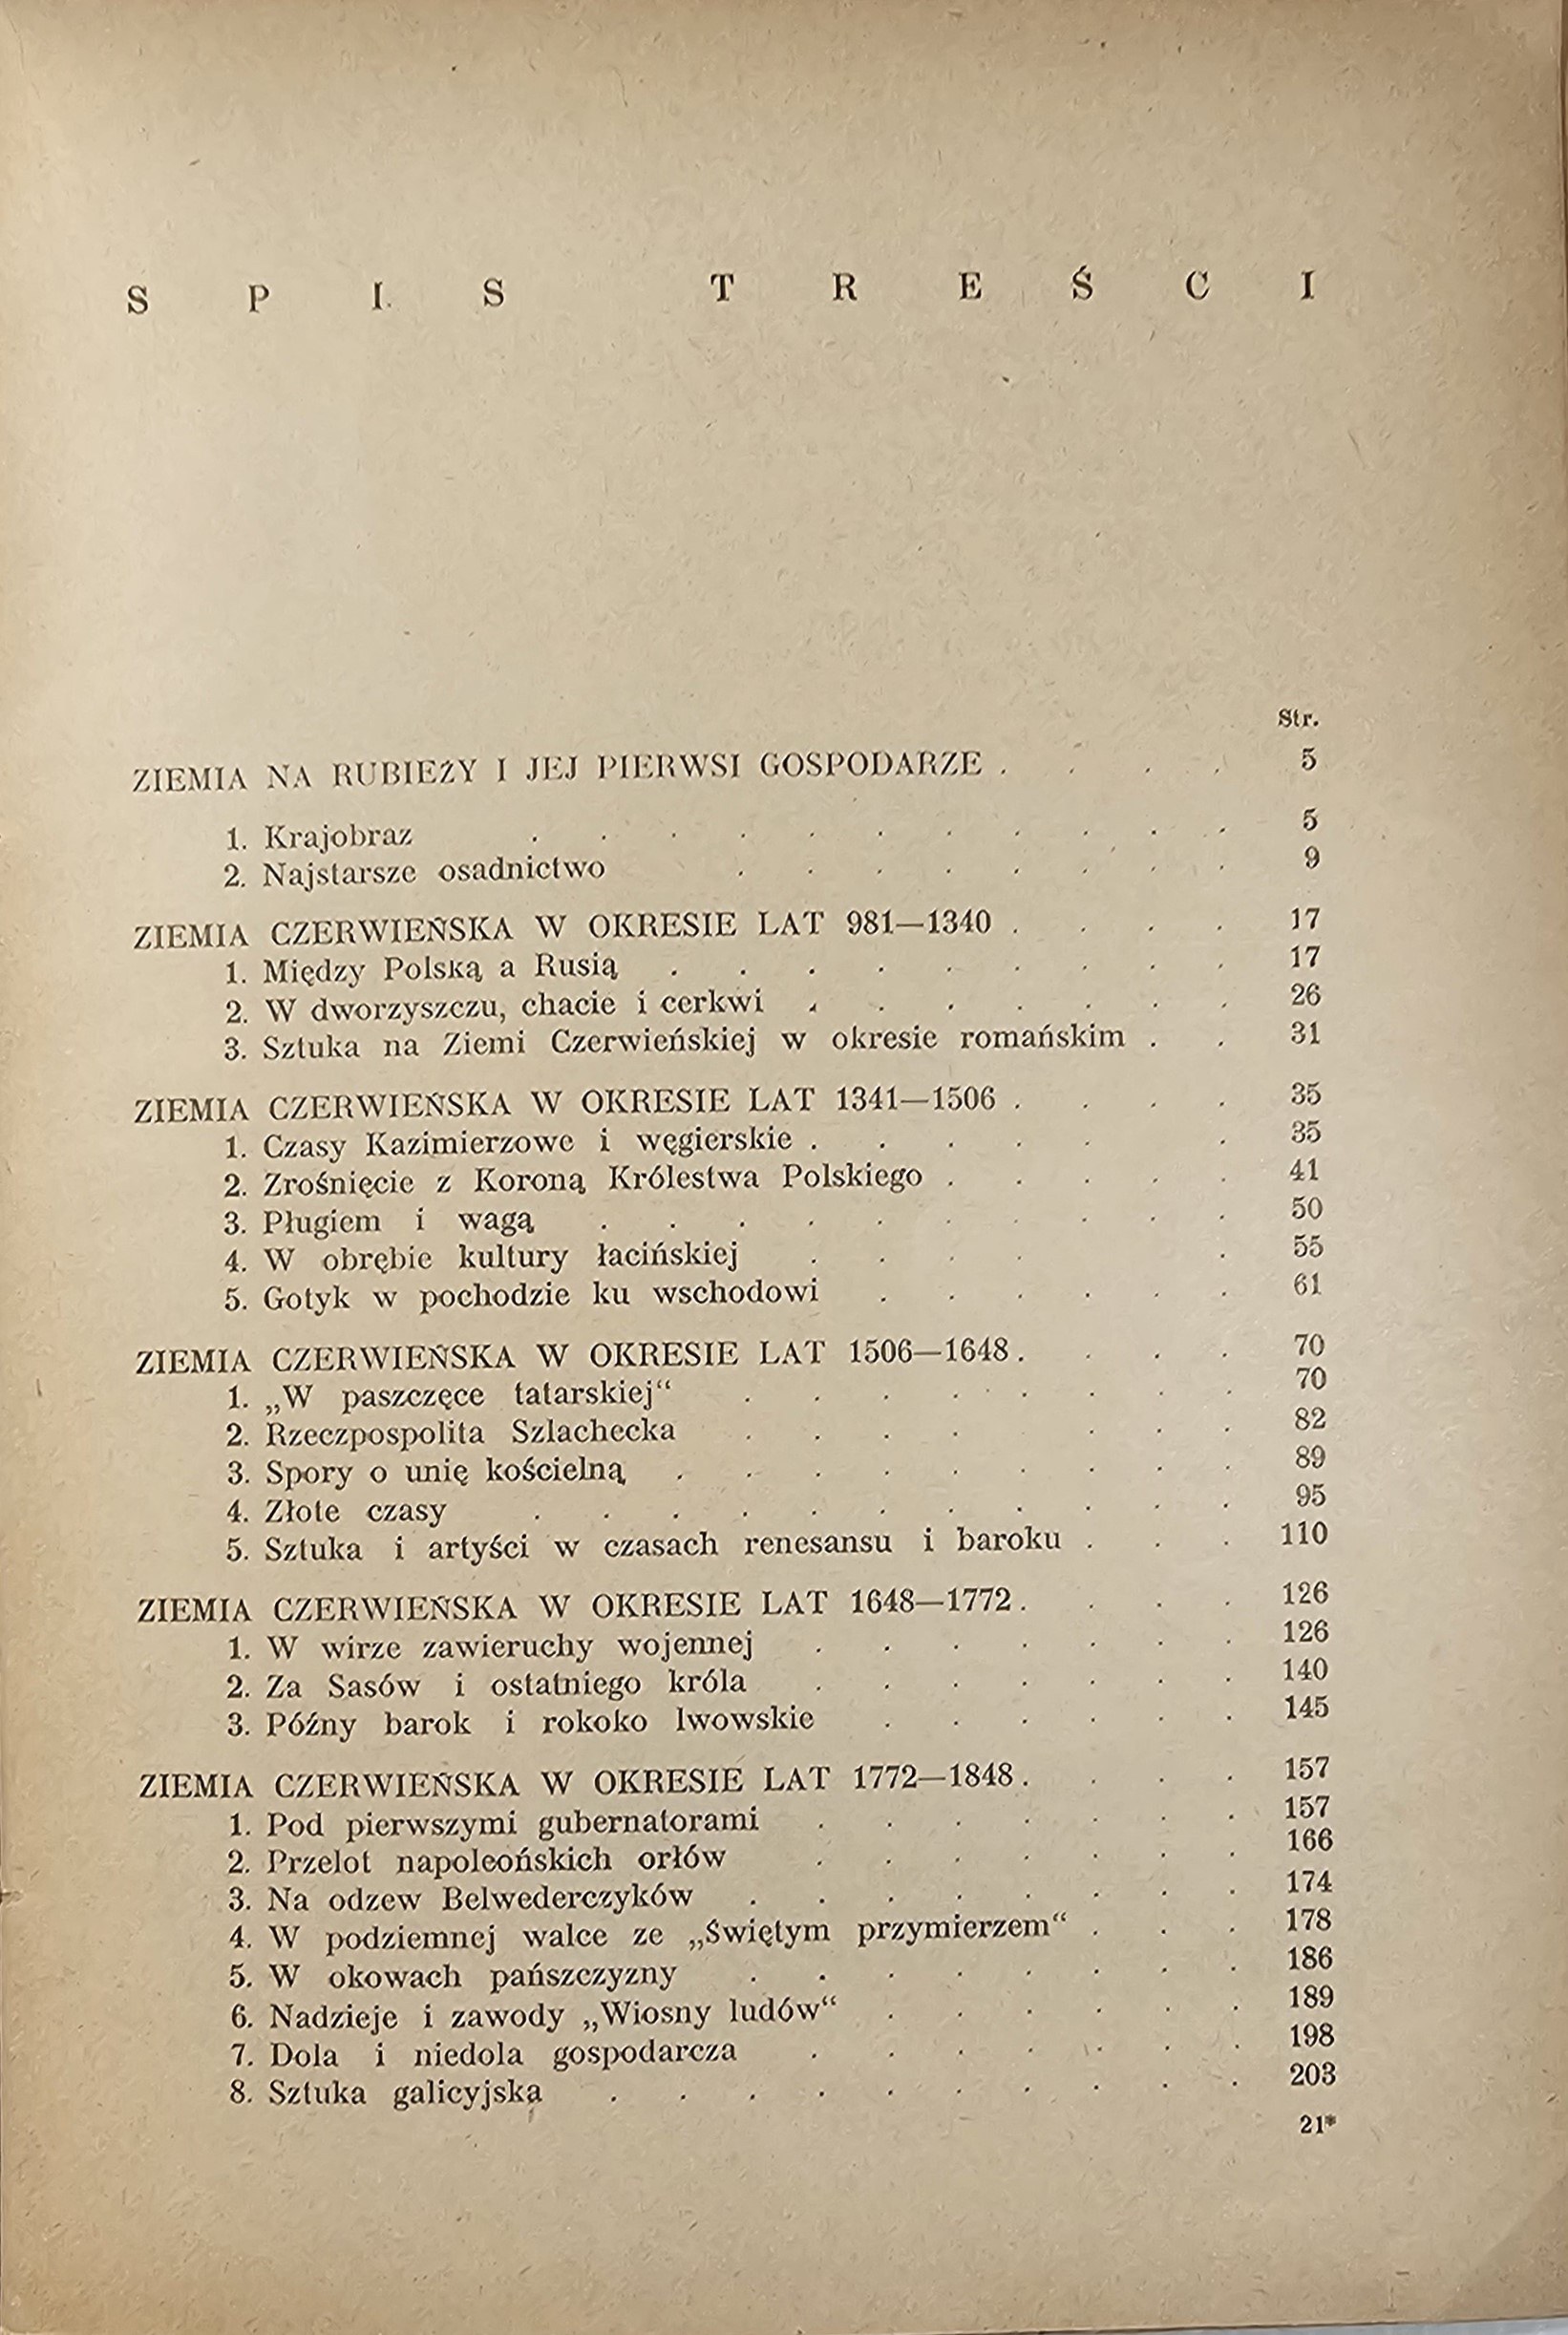 SPIS TREŚCI
Str.
ZIEMIA NA RUBIEŻY I JEJ PIERWSI GOSPODARZE . . . . 5
1. Krajobraz . . . . . . . . . . . 5
2. Najstarsze osadnictwo . . . . . . . . 9
ZIEMIA CZERWIEŃSKA W OKRESIE LAT 981—1340 . . . . 17
1. Między Polską a Rusią . . . . . . . . . 17
2. W dworzyszczu, chacie i cerkwi . . . . . . . 26
3. Sztuka na Ziemi Czerwieńskiej w okresie romańskim . . 31
ZIEMIA CZERWIEŃSKA W OKRESIE LAT 1341—1506 . . . . 35
1. Czasy Kazimierzowe i węgierskie . . . . . . 35
2. Zrośnięcie z Koroną Królestwa Polskiego . . . . . 41
3. Pługiem i wagą . . . . . . . . . . 50
4. W obrębie kultury łacińskiej . . . . . 55
5. Gotyk w pochodzie ku wschodowi . . . . . . 61
ZIEMIA CZERWIEŃSKA W OKRESIE LAT 1506—1648 . . . . 70
1. „W paszczęce tatarskiej“ . . . . . . . . 70
2. Rzeczpospolita Szlachecka . . . . . . . 82
3. Spory o unię kościelną . . . . . . . . . 89
4. Złote czasy . . . . . . . . . . . 95
5. Sztuka i artyści w czasach renesansu i baroku . . . 110
ZIEMIA CZERWIEŃSKA W OKRESIE LAT 1648—1772 . . . . 126
1. W wirze zawieruchy wojennej . . . . . . . 126
2. Za Sasów i ostatniego króla . . . . . . . 140
3. Późny barok i rokoko lwowskie . . . . . . 145
ZIEMIA CZERWIEŃSKA W OKRESIE LAT 1772—1848 . . . . 157
1. Pod pierwszymi gubernatorami . . . . . . . 157
2. Przelot napoleońskich orłów . . . . . . . 166
3. Na odzew Belwederczyków . . . . . . . . 174
4. W podziemnej walce ze „Świętym przymierzem“ . . . 178
5. W okowach pańszczyzny . . . . . . . . 186
6. Nadzieje i zawody „Wiosny ludów“ . . . . . . 189
7. Dola i niedola gospodarcza . . . . . . . 198
8. Sztuka galicyjska . . . . . . . . . . 203
21*